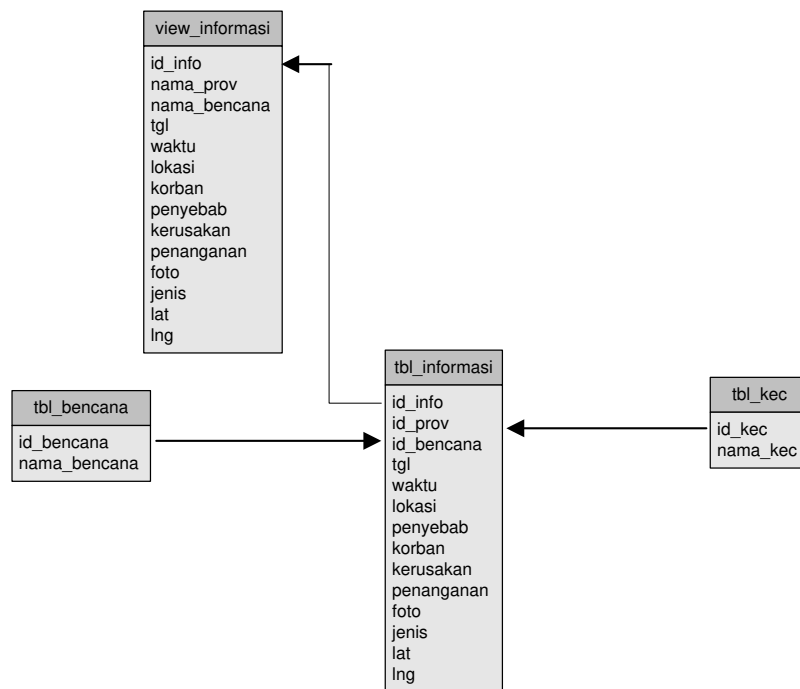 view_informasi
id_info
nama_prov
nama_bencana
tgl
waktu
lokasi
korban
penyebab
kerusakan
penanganan
foto
jenis
lat
lng
tbl_bencana
id_bencana
nama_bencana
tbl_informasi
id_info
id_prov
id_bencana
tgl
waktu
lokasi
penyebab
korban
kerusakan
penanganan
foto
jenis
lat
lng
tbl_kec
id_kec
nama_kec